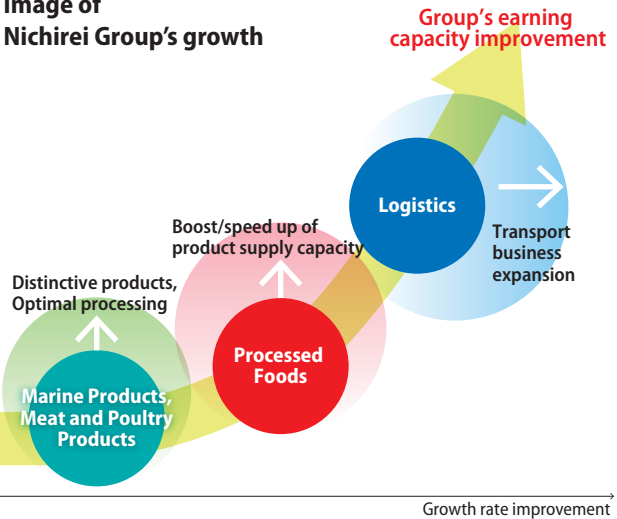 Image of
Nichirei Group's growth
Group's earning
capacity improvement
Logistics
Transport
business
expansion
Boost/speed up of
product supply capacity
Processed
Foods
Distinctive products,
Optimal processing
Marine Products,
Meat and Poultry
Products
Growth rate improvement